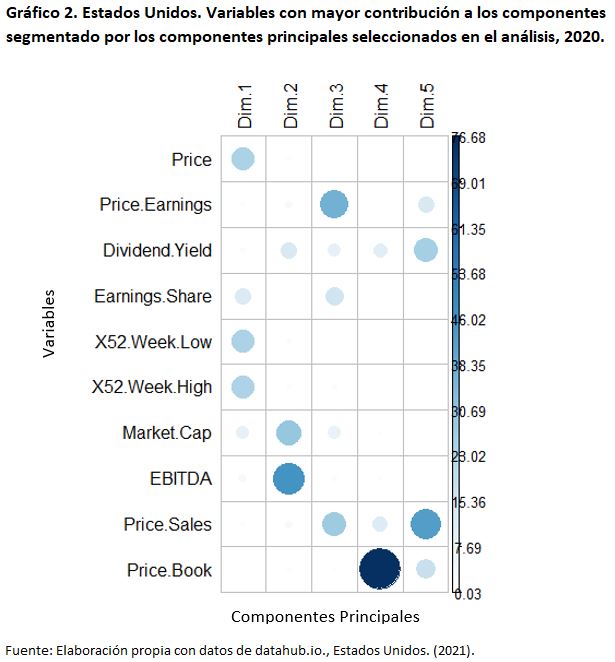 Gráfico 2. Estados Unidos. Variables con mayor contribución a los componentes
segmentado por los componentes principales seleccionados en el análisis, 2020.
Dim.1 Dim.2 Dim.3 Dim.4 Dim.5
Variables
Price
Price.Earnings
Dividend.Yield
Earnings.Share
X52.Week.Low
X52.Week.High
Market.Cap
EBITDA
Price.Sales
Price.Book
76.68
69.01
61.35
53.68
46.02
38.35
30.69
23.02
15.36
7.69
0.03
Componentes Principales
Fuente: Elaboración propia con datos de datahub.io., Estados Unidos. (2021).